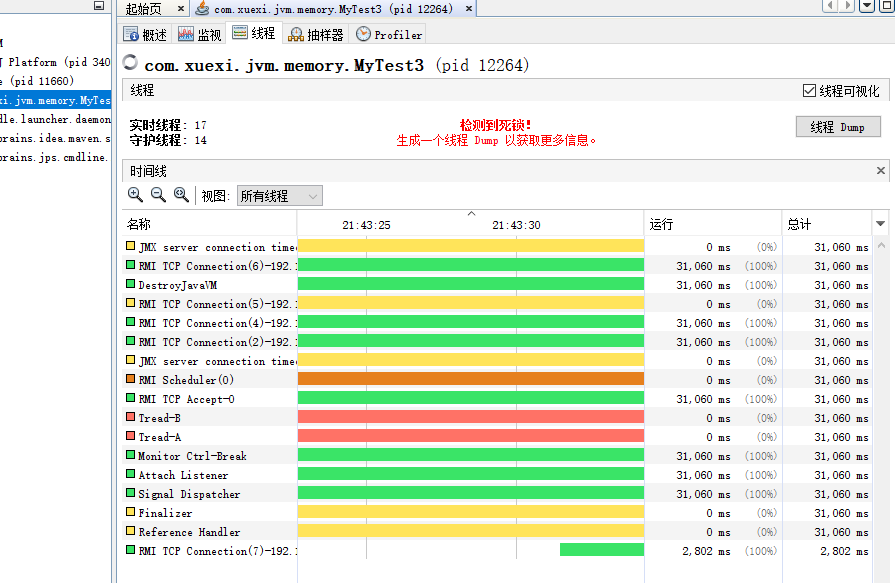 起始页 × com.xuexi.jvm.memory.MyTest3 (pid 12264) ×
概述 监视 线程 抽样器 Profiler
J Platform (pid 340
e (pid 11660)
xi.jvm.memory.MyTes
dle.launcher.daemon
brains.idea.maven.s
brains.jps.cmdline.
com.xuexi.jvm.memory.MyTest3 (pid 12264)
线程 线程可视化
实时线程: 17
守护线程: 14
检测到死锁!
生成一个线程 Dump 以获取更多信息。
线程 Dump
时间线 ×
视图: 所有线程
名称 21:43:25 21:43:30 运行 总计
JMX server connection time 0 ms (0%) 31,060 ms
RMI TCP Connection(6)-192.1 31,060 ms (100%) 31,060 ms
DestroyJavaVM 31,060 ms (100%) 31,060 ms
RMI TCP Connection(5)-192.1 0 ms (0%) 31,060 ms
RMI TCP Connection(4)-192.1 31,060 ms (100%) 31,060 ms
RMI TCP Connection(2)-192.1 31,060 ms (100%) 31,060 ms
JMX server connection time 0 ms (0%) 31,060 ms
RMI Scheduler(0) 0 ms (0%) 31,060 ms
RMI TCP Accept-0 31,060 ms (100%) 31,060 ms
Tread-B 0 ms (0%) 31,060 ms
Tread-A 0 ms (0%) 31,060 ms
Monitor Ctrl-Break 31,060 ms (100%) 31,060 ms
Attach Listener 31,060 ms (100%) 31,060 ms
Signal Dispatcher 31,060 ms (100%) 31,060 ms
Finalizer 0 ms (0%) 31,060 ms
Reference Handler 0 ms (0%) 31,060 ms
RMI TCP Connection(7)-192.1 2,802 ms (100%) 2,802 ms